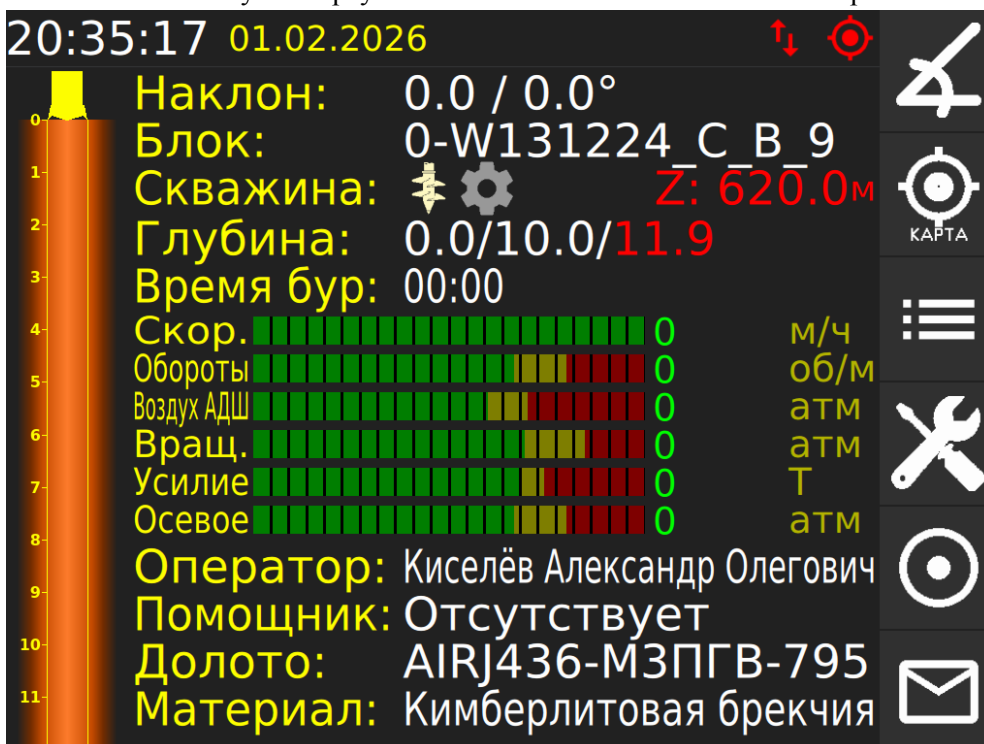 20:35:17 01.02.2026
Наклон: 0.0 / 0.0°
Блок: 0-W131224_C_B_9
Скважина: Z: 620.0м
КАРТА
Глубина: 0.0/10.0/11.9
Время бур: 00:00
Скор. 0 м/ч
Обороты 0 об/м
Воздух АДШ 0 атм
Вращ. 0 атм
Усилие 0 Т
Осевое 0 атм
Оператор: Киселёв Александр Олегович
Помощник: Отсутствует
Долото: AIRJ436-МЗПГВ-795
Материал: Кимберлитовая брекчия
0
1
2
3
4
5
6
7
8
9
10
11